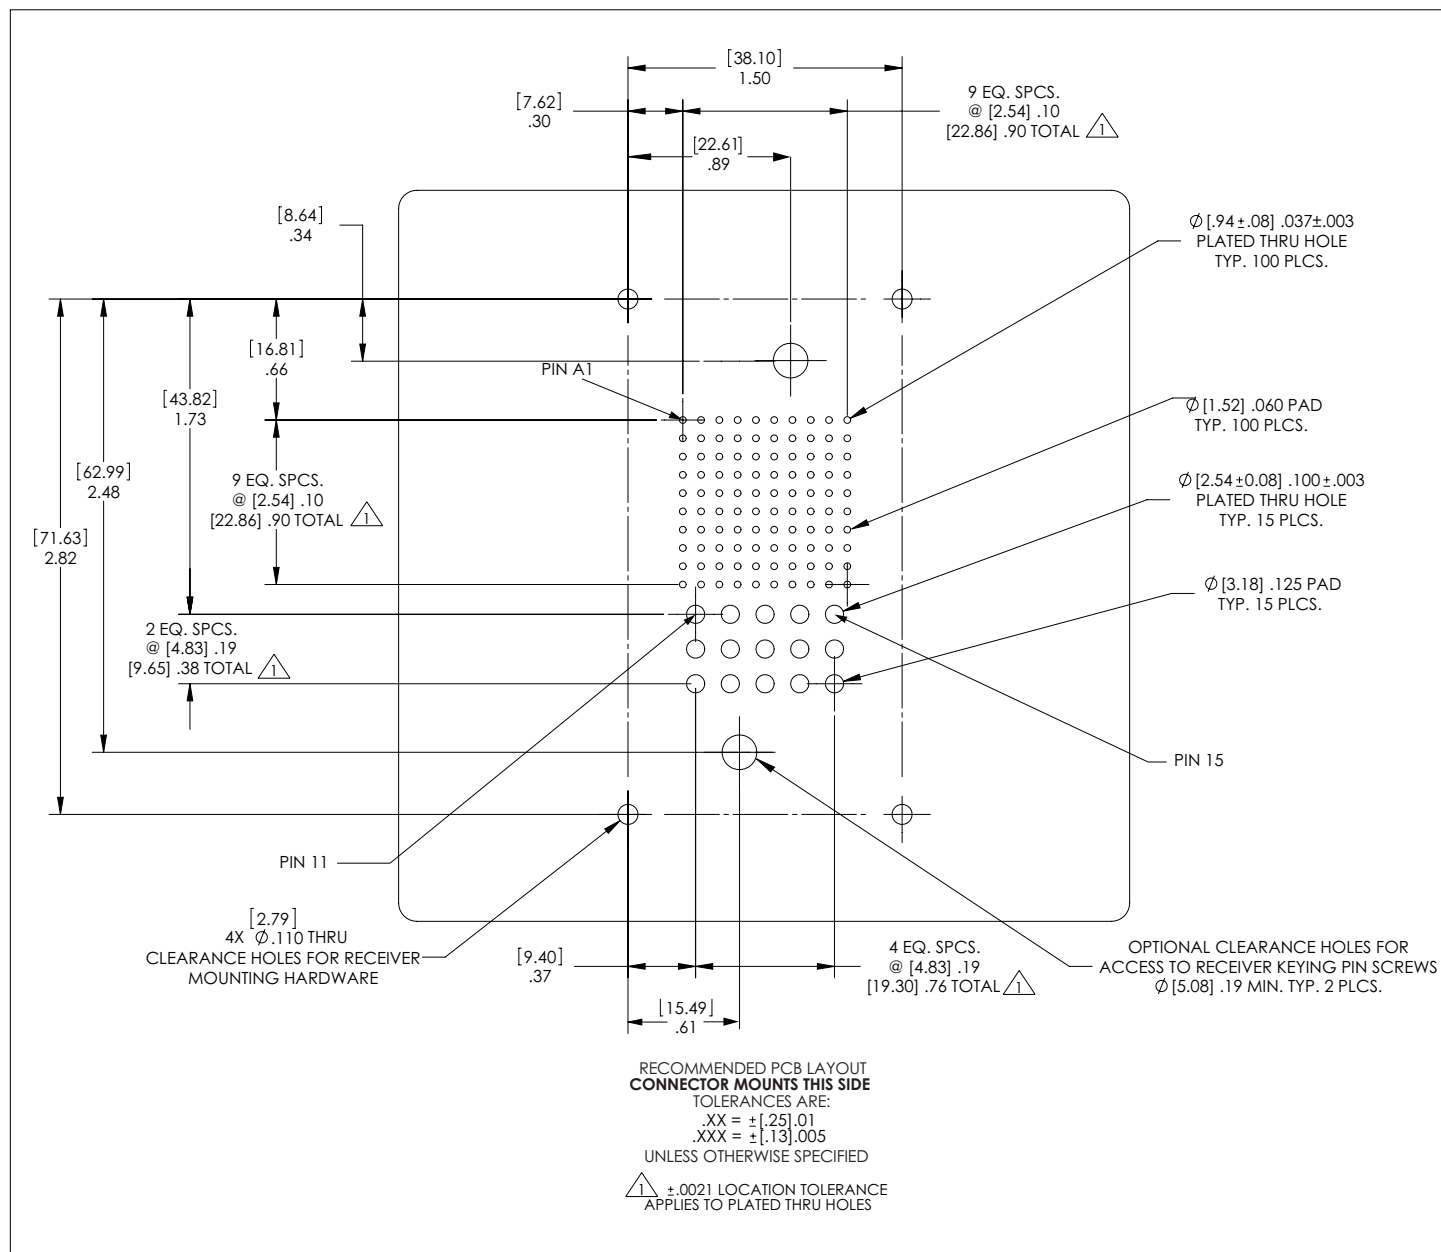 [38.10]
1.50
[7.62]
.30
9 EQ. SPCS.
@ [2.54] .10
[22.86] .90 TOTAL 1
[22.61]
.89
[8.64]
.34
Ø [.94±.08] .037±.003
PLATED THRU HOLE
TYP. 100 PLCS.
[16.81]
.66
PIN A1
[43.82]
1.73
Ø [1.52] .060 PAD
TYP. 100 PLCS.
[62.99]
2.48
9 EQ. SPCS.
@ [2.54] .10
[22.86] .90 TOTAL 1
Ø [2.54±0.08] .100±.003
PLATED THRU HOLE
TYP. 15 PLCS.
[71.63]
2.82
Ø [3.18] .125 PAD
TYP. 15 PLCS.
2 EQ. SPCS.
@ [4.83] .19
[9.65] .38 TOTAL 1
PIN 15
PIN 11
[2.79]
4X Ø.110 THRU
CLEARANCE HOLES FOR RECEIVER
MOUNTING HARDWARE
[9.40]
.37
4 EQ. SPCS.
@ [4.83] .19
[19.30] .76 TOTAL 1
OPTIONAL CLEARANCE HOLES FOR
ACCESS TO RECEIVER KEYING PIN SCREWS
Ø [5.08] .19 MIN. TYP. 2 PLCS.
[15.49]
.61
RECOMMENDED PCB LAYOUT
CONNECTOR MOUNTS THIS SIDE
TOLERANCES ARE:
.XX = ±[.25].01
.XXX = ±[.13].005
UNLESS OTHERWISE SPECIFIED
1 ±.0021 LOCATION TOLERANCE
APPLIES TO PLATED THRU HOLES